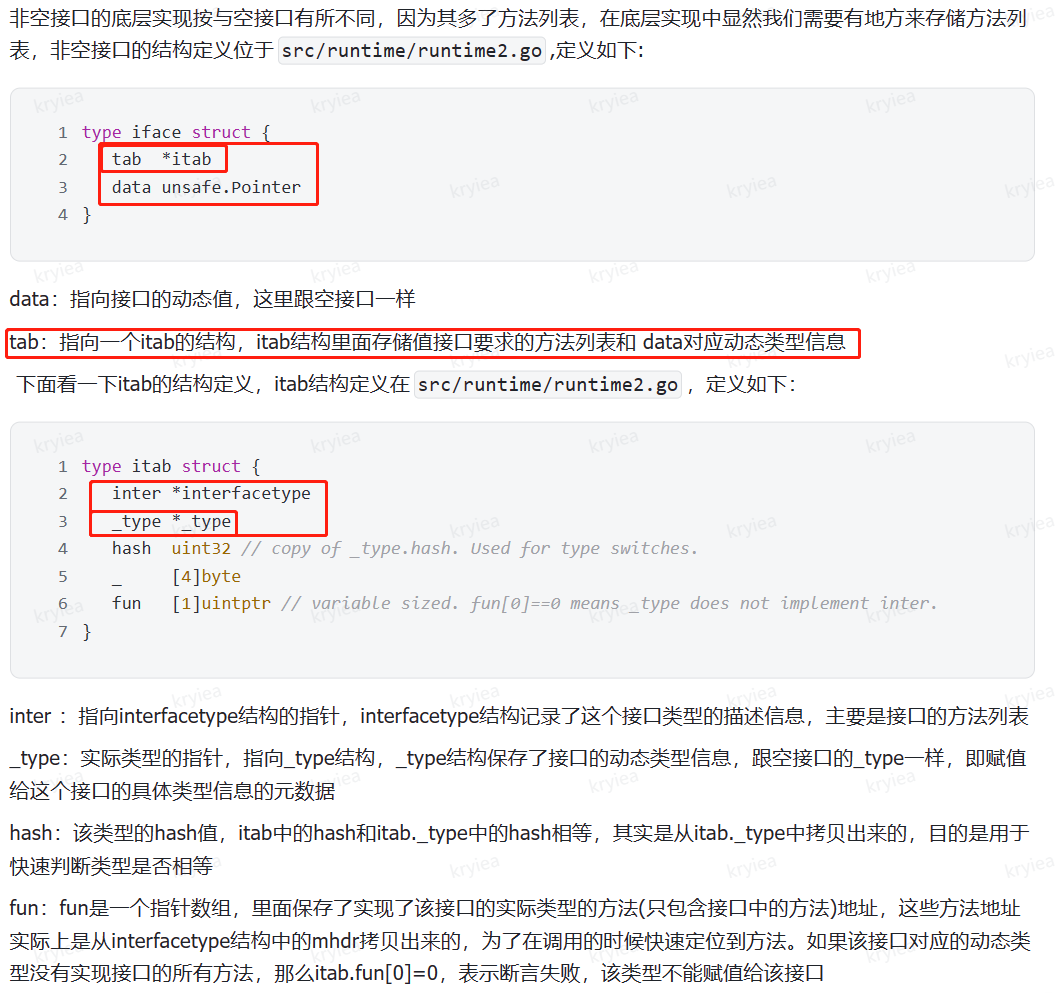 非空接口的底层实现按与空接口有所不同，因为其多了方法列表，在底层实现中显然我们需要有地方来存储方法列
表，非空接口的结构定义位于 src/runtime/runtime2.go ,定义如下:
1 type iface struct {
2 tab *itab
3 data unsafe.Pointer
4 }
data：指向接口的动态值，这里跟空接口一样
tab：指向一个itab的结构，itab结构里面存储值接口要求的方法列表和 data对应动态类型信息
下面看一下itab的结构定义，itab结构定义在 src/runtime/runtime2.go ，定义如下：
1 type itab struct {
2 inter *interfacetype
3 _type *_type
4 hash uint32 // copy of _type.hash. Used for type switches.
5 _ [4]byte
6 fun [1]uintptr // variable sized. fun[0]==0 means _type does not implement inter.
7 }
inter ：指向interfacetype结构的指针，interfacetype结构记录了这个接口类型的描述信息，主要是接口的方法列表
_type：实际类型的指针，指向_type结构，_type结构保存了接口的动态类型信息，跟空接口的_type一样，即赋值
给这个接口的具体类型信息的元数据
hash：该类型的hash值，itab中的hash和itab._type中的hash相等，其实是从itab._type中拷贝出来的，目的是用于
快速判断类型是否相等
fun：fun是一个指针数组，里面保存了实现了该接口的实际类型的方法(只包含接口中的方法)地址，这些方法地址
实际上是从interfacetype结构中的mhdr拷贝出来的，为了在调用的时候快速定位到方法。如果该接口对应的动态类
型没有实现接口的所有方法，那么itab.fun[0]=0，表示断言失败，该类型不能赋值给该接口
kryiea